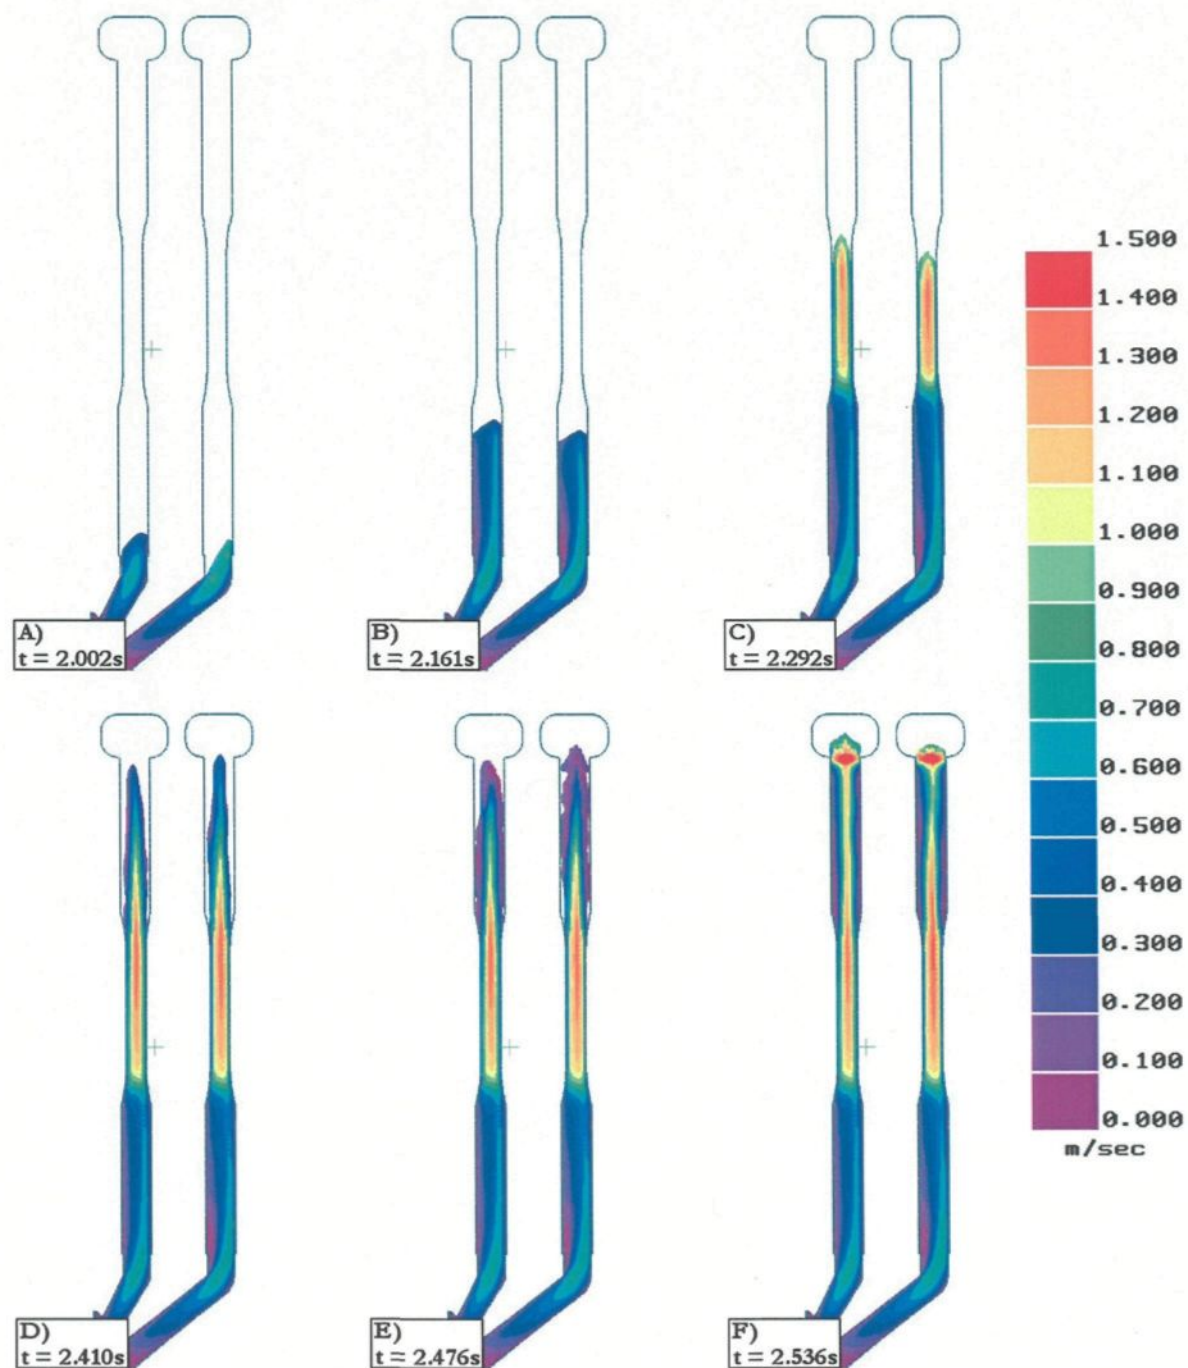 A)
t = 2.002s
B)
t = 2.161s
C)
t = 2.292s
1.500
1.400
1.300
1.200
1.100
1.000
0.900
0.800
0.700
0.600
0.500
0.400
0.300
0.200
0.100
0.000
m/sec
D)
t = 2.410s
E)
t = 2.476s
F)
t = 2.536s